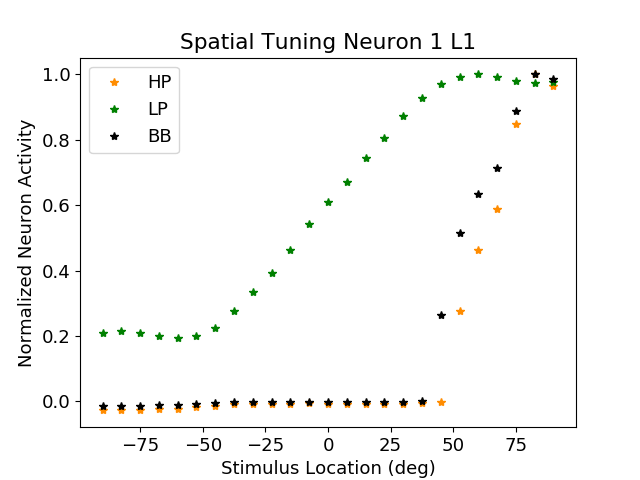 Spatial Tuning Neuron 1 L1
HP
LP
BB
Normalized Neuron Activity
1.0
0.8
0.6
0.4
0.2
0.0
−75 −50 −25 0 25 50 75
Stimulus Location (deg)